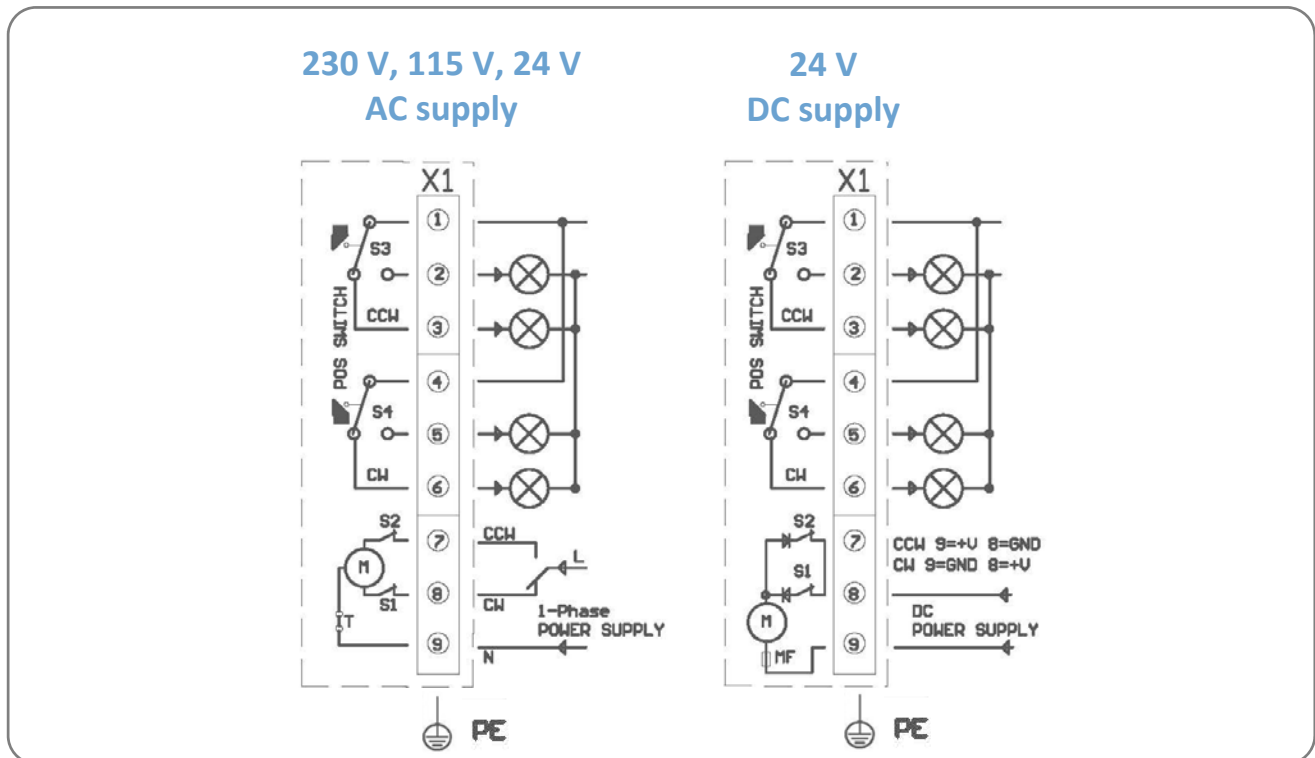 230 V, 115 V, 24 V
AC supply
X1
1
S3
2
POS SWITCH
CCW
3
4
S4
5
CW
6
S2
7
CCW
M
L
S1
8
CW
1-Phase
IT
POWER SUPPLY
9
N
PE
24 V
DC supply
X1
1
S3
2
POS SWITCH
CCW
3
4
S4
5
CW
6
S2
7
CCW 9=+V 8=GND
CW 9=GND 8=+V
S1
8
DC
M
POWER SUPPLY
MF
9
PE